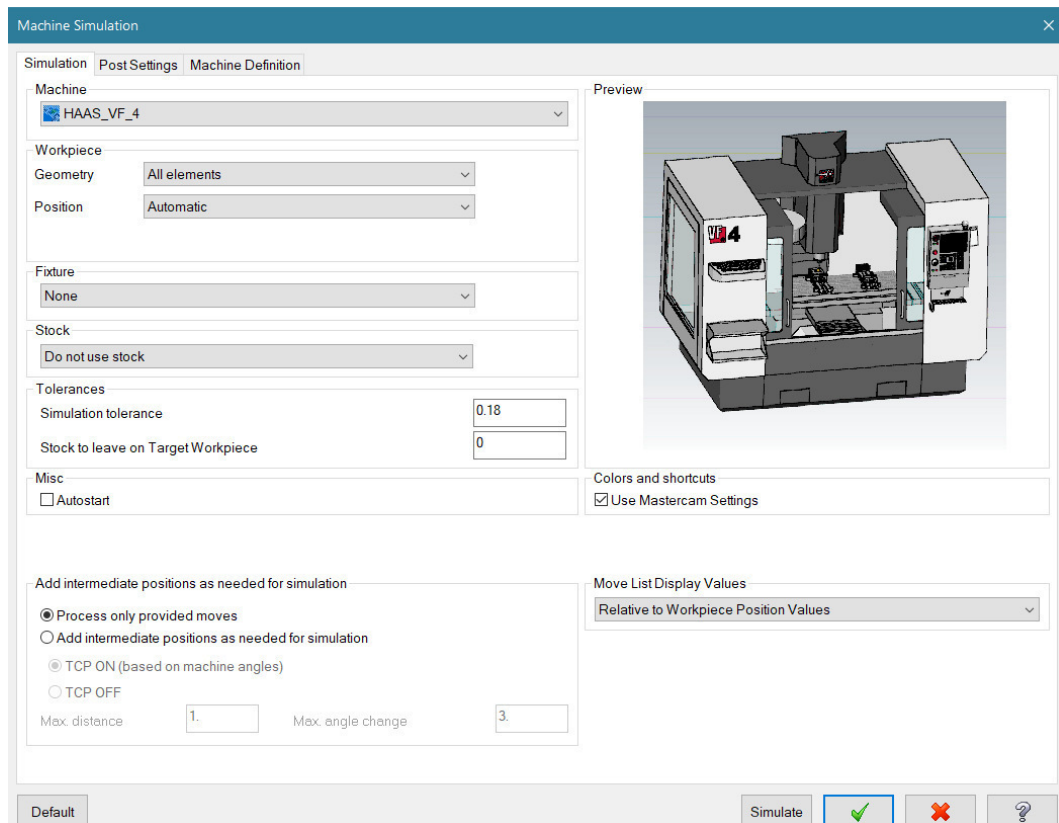 Machine Simulation
Simulation Post Settings Machine Definition
Machine
HAAS_VF_4
Workpiece
Geometry All elements
Position Automatic
Fixture
None
Stock
Do not use stock
Tolerances
Simulation tolerance 0.18
Stock to leave on Target Workpiece 0
Misc
Autostart
Add intermediate positions as needed for simulation
Process only provided moves
Add intermediate positions as needed for simulation
TCP ON (based on machine angles)
TCP OFF
Max. distance 1. Max. angle change 3.
Preview
VF 4
Colors and shortcuts
Use Mastercam Settings
Move List Display Values
Relative to Workpiece Position Values
Default Simulate ?